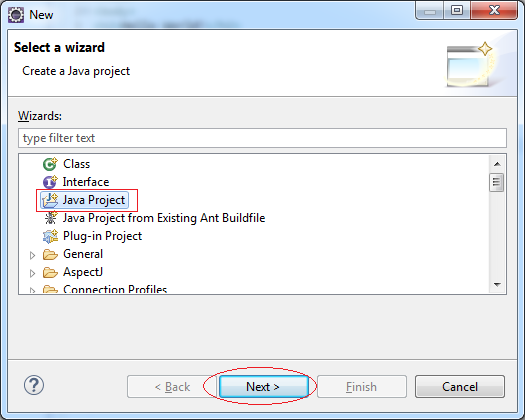 New
Select a wizard
Create a Java project
Wizards:
type filter text
Class
Interface
Java Project
Java Project from Existing Ant Buildfile
Plug-in Project
General
AspectJ
Connection Profiles
< Back
Next >
Finish
Cancel